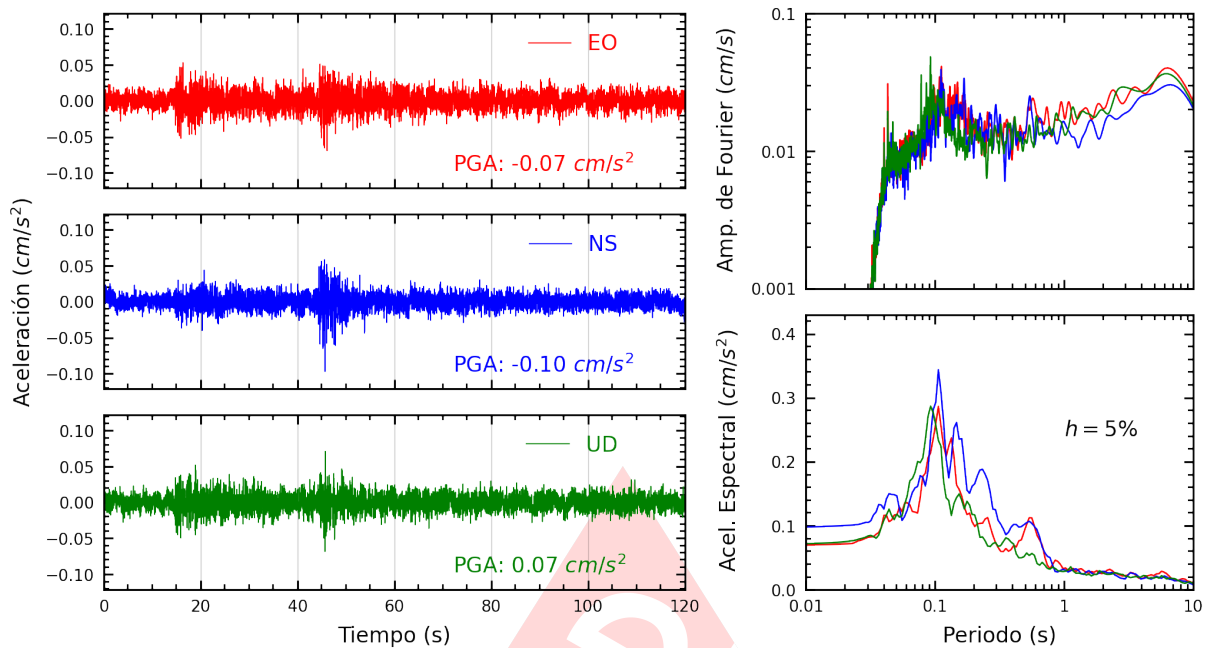 Aceleración (cm/s²)
0.10
0.05
0.00
−0.05
−0.10
EO
PGA: -0.07 cm/s²
0.10
0.05
0.00
−0.05
−0.10
NS
PGA: -0.10 cm/s²
0.10
0.05
0.00
−0.05
−0.10
UD
PGA: 0.07 cm/s²
0 20 40 60 80 100 120
Tiempo (s)
Amp. de Fourier (cm/s)
0.1
0.01
0.001
Acel. Espectral (cm/s²)
0.4
0.3
0.2
0.1
0.0
h = 5%
0.01 0.1 1 10
Periodo (s)